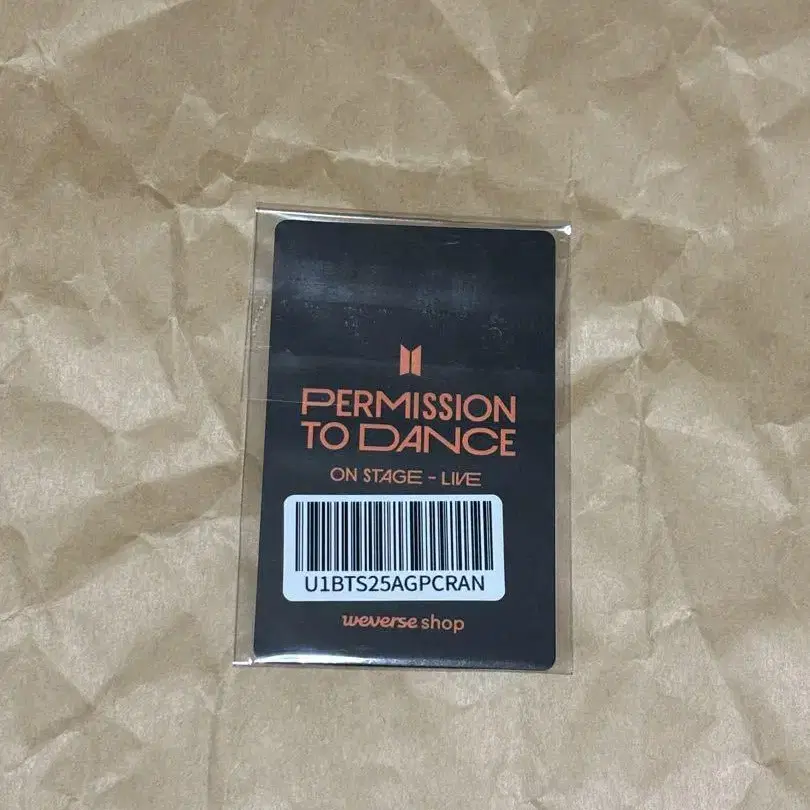 PERMISSION
TO DANCE
ON STAGE - LIVE
U1BTS25AGPCRAN
weverse shop